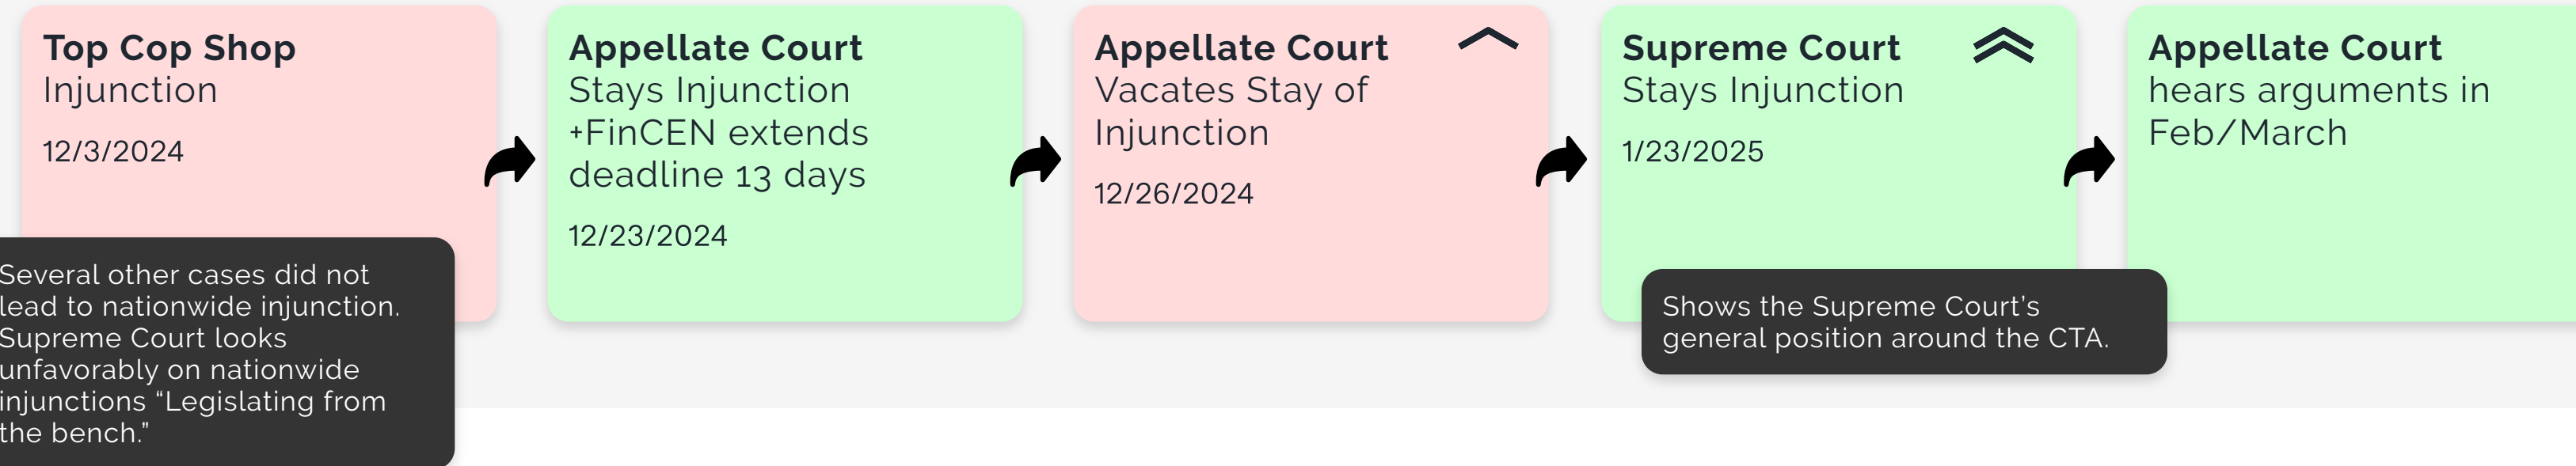 Top Cop Shop
Injunction
12/3/2024
Several other cases did not
lead to nationwide injunction.
Supreme Court looks
unfavorably on nationwide
injunctions “Legislating from
the bench.”
Appellate Court
Stays Injunction
+FinCEN extends
deadline 13 days
12/23/2024
Appellate Court
Vacates Stay of
Injunction
12/26/2024
Supreme Court
Stays Injunction
1/23/2025
Shows the Supreme Court’s
general position around the CTA.
Appellate Court
hears arguments in
Feb/March